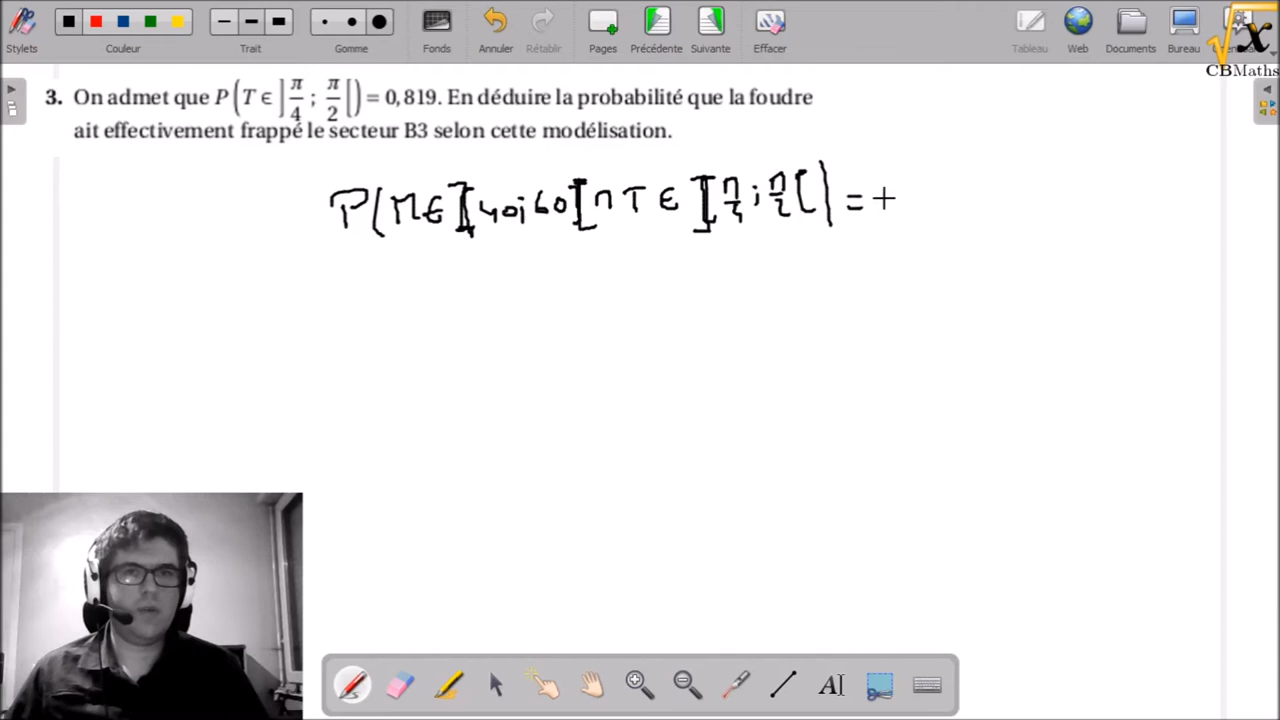 Stylets Couleur Trait Gomme Fonds Annuler Rétablir Pages Précédente Suivante Effacer Tableau Web Documents Bureau
√x
CBMaths
3. On admet que P(T ∈ ]π/4 ; π/2[) = 0,819. En déduire la probabilité que la foudre
ait effectivement frappé le secteur B3 selon cette modélisation.
P(M∈]40;60[∩ T ∈ ]π/4;π/2[) =